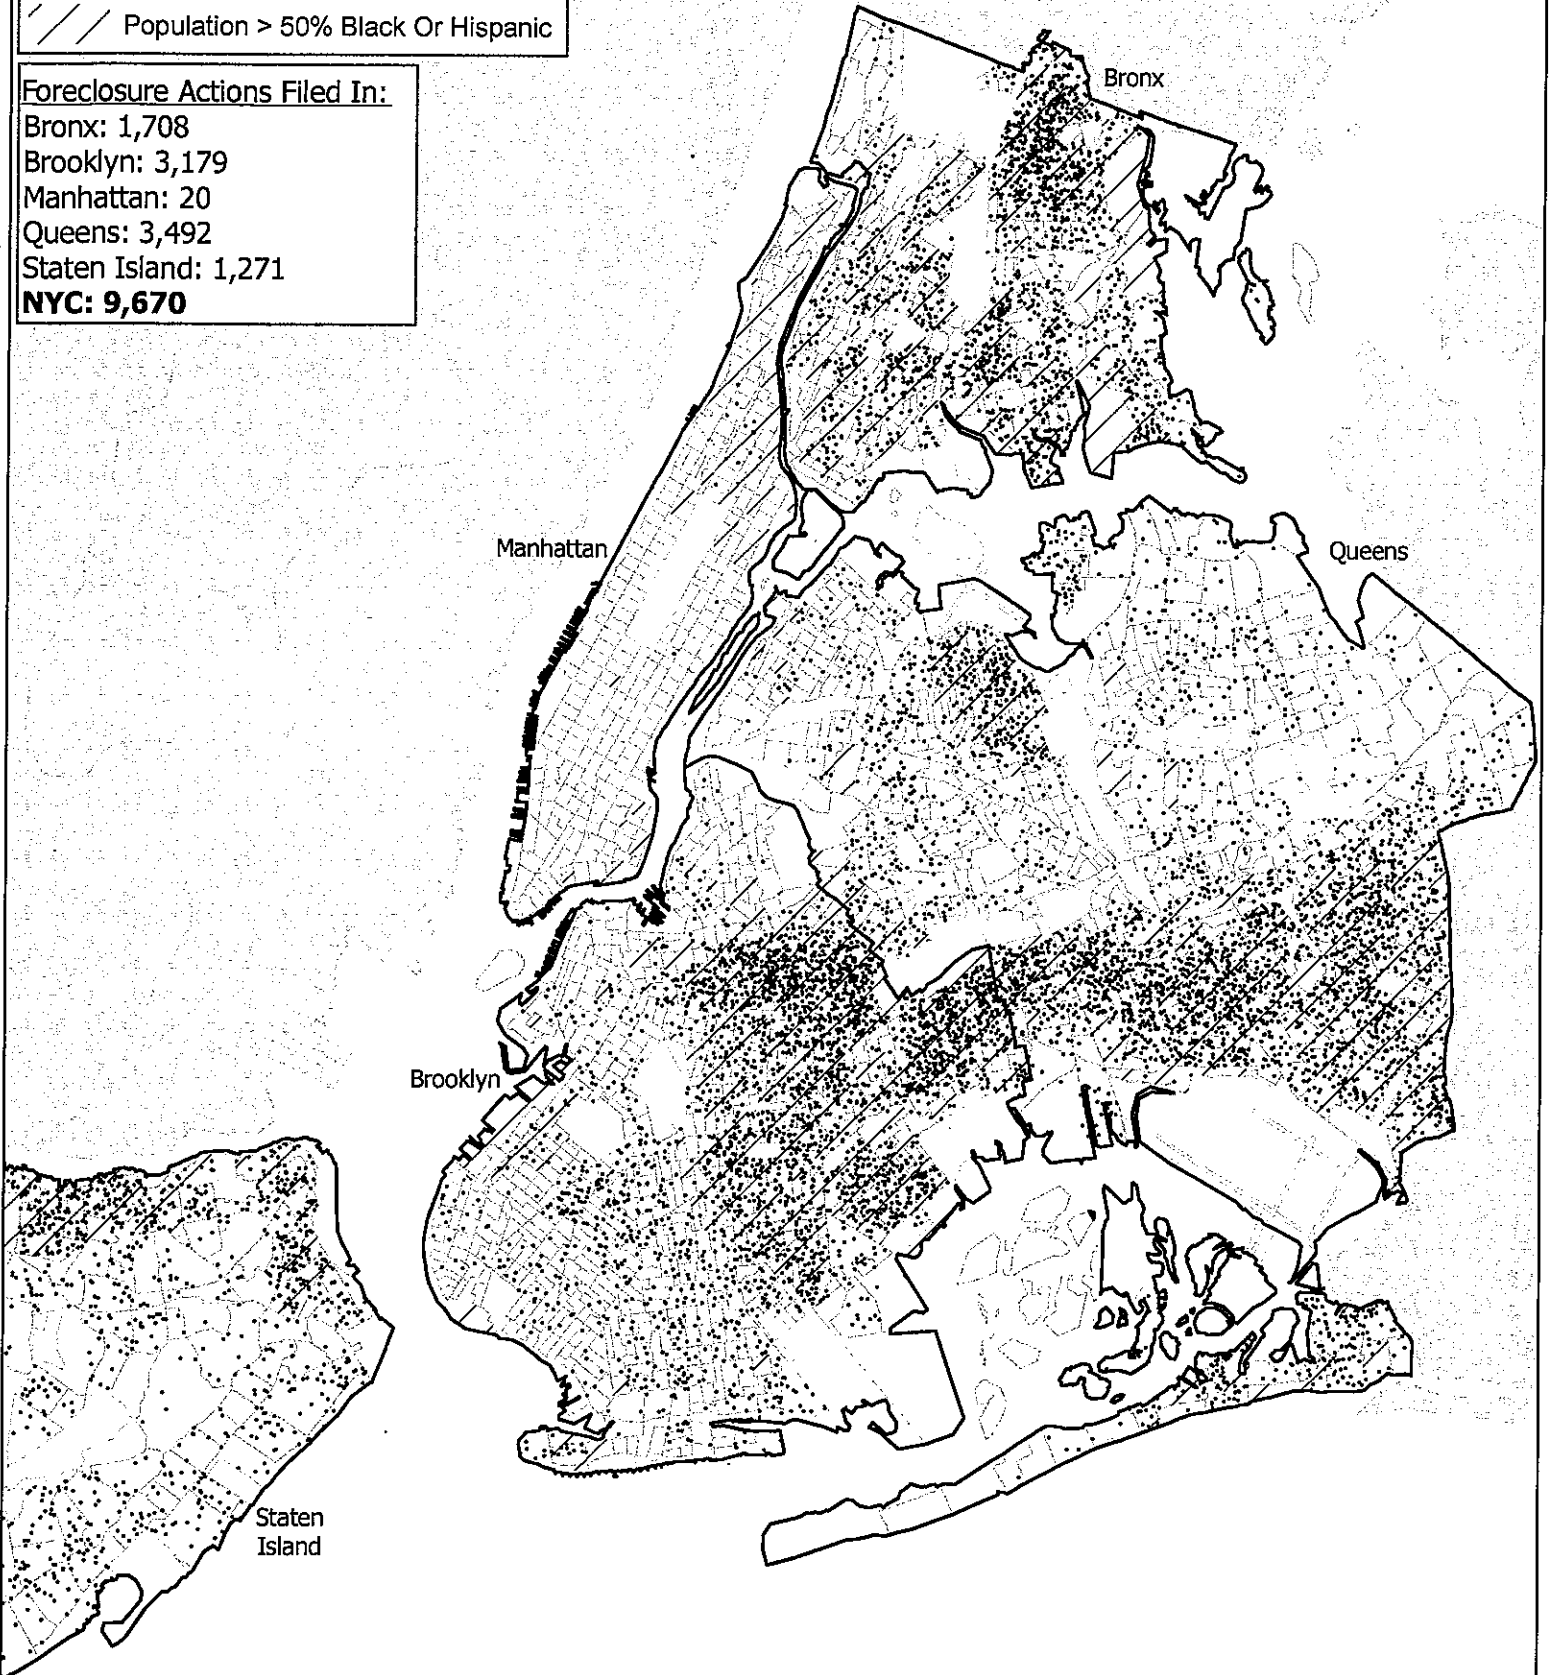 Population > 50% Black Or Hispanic
Foreclosure Actions Filed In:
Bronx: 1,708
Brooklyn: 3,179
Manhattan: 20
Queens: 3,492
Staten Island: 1,271
NYC: 9,670
Bronx
Manhattan
Queens
Brooklyn
Staten
Island